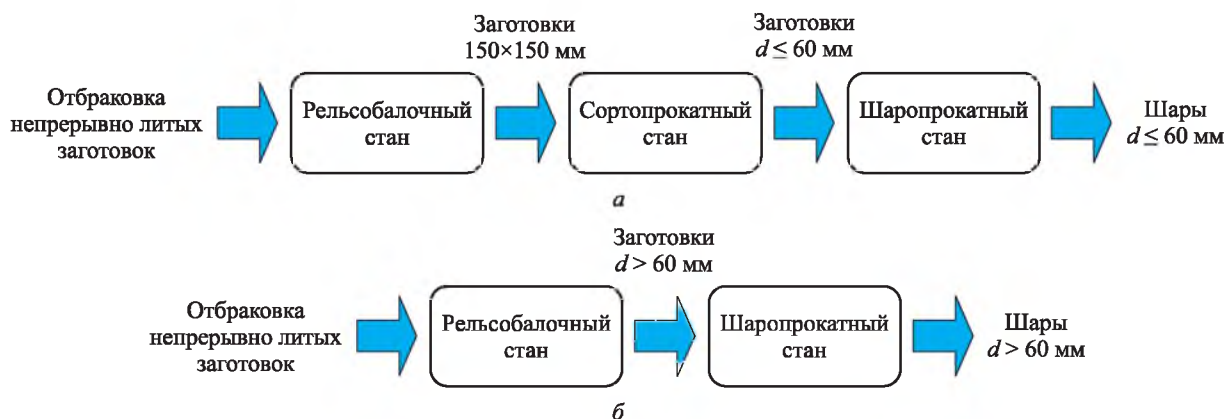 Заготовки
150×150 мм
Заготовки
d ≤ 60 мм
Отбраковка
непрерывно литых
заготовок
Рельсобалочный
стан
Сортопрокатный
стан
Шаропрокатный
стан
Шары
d ≤ 60 мм
а
Заготовки
d > 60 мм
Отбраковка
непрерывно литых
заготовок
Рельсобалочный
стан
Шаропрокатный
стан
Шары
d > 60 мм
б